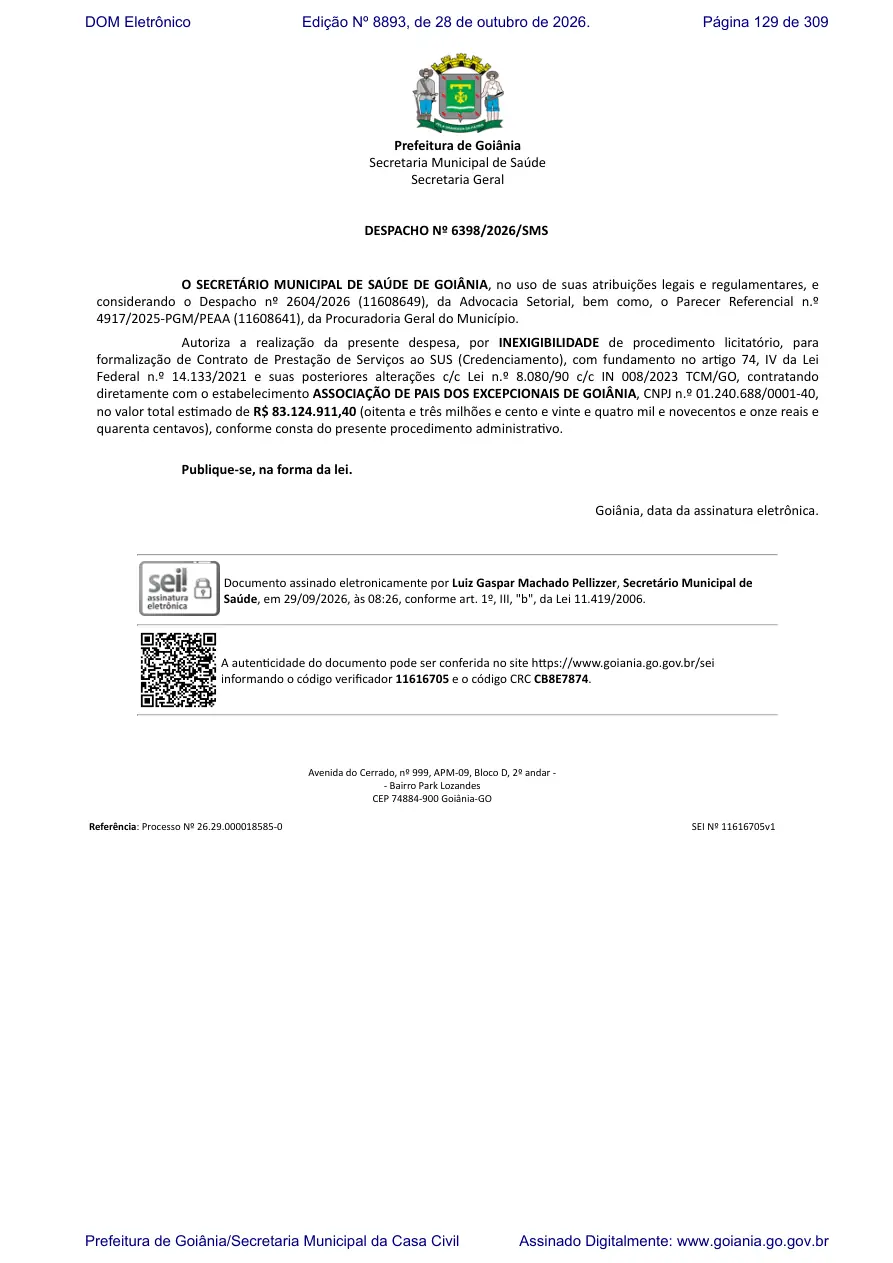 DOM Eletrônico Edição Nº 8893, de 28 de outubro de 2026. Página 129 de 309
Prefeitura de Goiânia
Secretaria Municipal de Saúde
Secretaria Geral
DESPACHO Nº 6398/2026/SMS
O SECRETÁRIO MUNICIPAL DE SAÚDE DE GOIÂNIA, no uso de suas atribuições legais e regulamentares, e
considerando o Despacho nº 2604/2026 (11608649), da Advocacia Setorial, bem como, o Parecer Referencial n.º
4917/2025-PGM/PEAA (11608641), da Procuradoria Geral do Município.
Autoriza a realização da presente despesa, por INEXIGIBILIDADE de procedimento licitatório, para
formalização de Contrato de Prestação de Serviços ao SUS (Credenciamento), com fundamento no artigo 74, IV da Lei
Federal n.º 14.133/2021 e suas posteriores alterações c/c Lei n.º 8.080/90 c/c IN 008/2023 TCM/GO, contratando
diretamente com o estabelecimento ASSOCIAÇÃO DE PAIS DOS EXCEPCIONAIS DE GOIÂNIA, CNPJ n.º 01.240.688/0001-40,
no valor total estimado de R$ 83.124.911,40 (oitenta e três milhões e cento e vinte e quatro mil e novecentos e onze reais e
quarenta centavos), conforme consta do presente procedimento administrativo.
Publique-se, na forma da lei.
Goiânia, data da assinatura eletrônica.
sei!
assinatura
eletrônica
Documento assinado eletronicamente por Luiz Gaspar Machado Pellizzer, Secretário Municipal de
Saúde, em 29/09/2026, às 08:26, conforme art. 1º, III, "b", da Lei 11.419/2006.
A autenticidade do documento pode ser conferida no site https://www.goiania.go.gov.br/sei
informando o código verificador 11616705 e o código CRC CB8E7874.
Avenida do Cerrado, nº 999, APM-09, Bloco D, 2º andar -
- Bairro Park Lozandes
CEP 74884-900 Goiânia-GO
Referência: Processo Nº 26.29.000018585-0 SEI Nº 11616705v1
Prefeitura de Goiânia/Secretaria Municipal da Casa Civil Assinado Digitalmente: www.goiania.go.gov.br